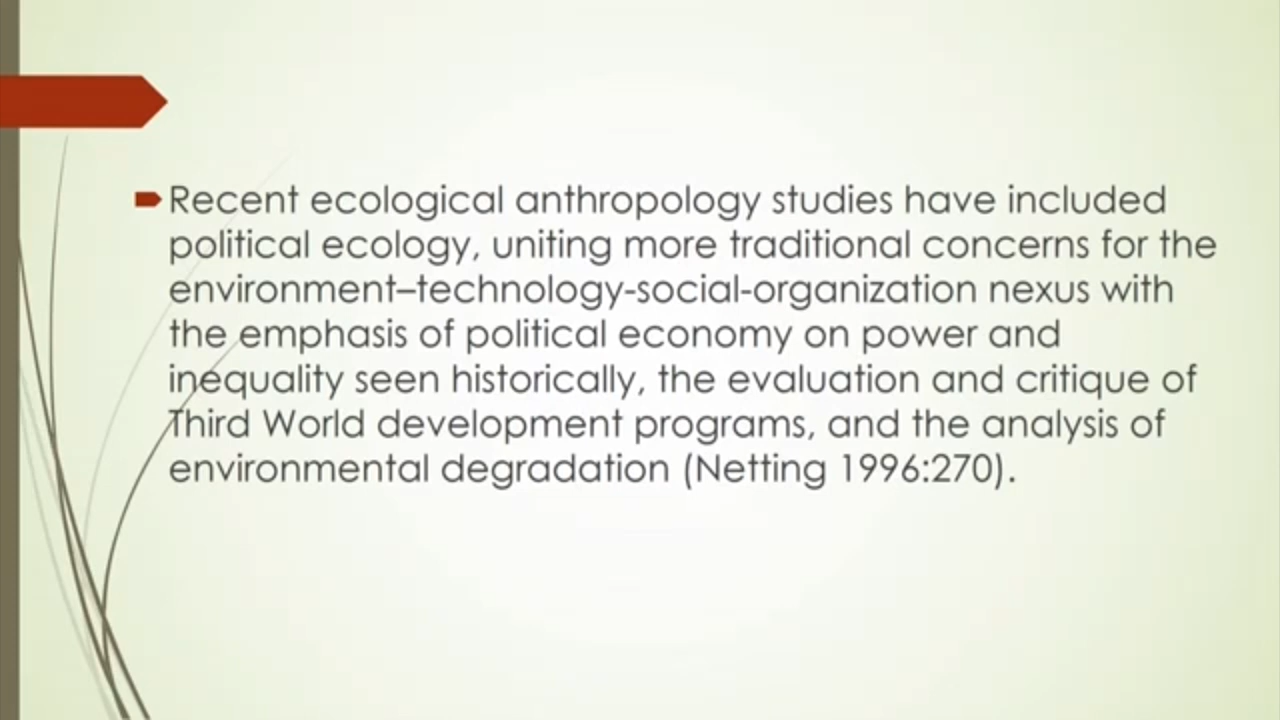 Recent ecological anthropology studies have included
political ecology, uniting more traditional concerns for the
environment–technology-social-organization nexus with
the emphasis of political economy on power and
inequality seen historically, the evaluation and critique of
Third World development programs, and the analysis of
environmental degradation (Netting 1996:270).